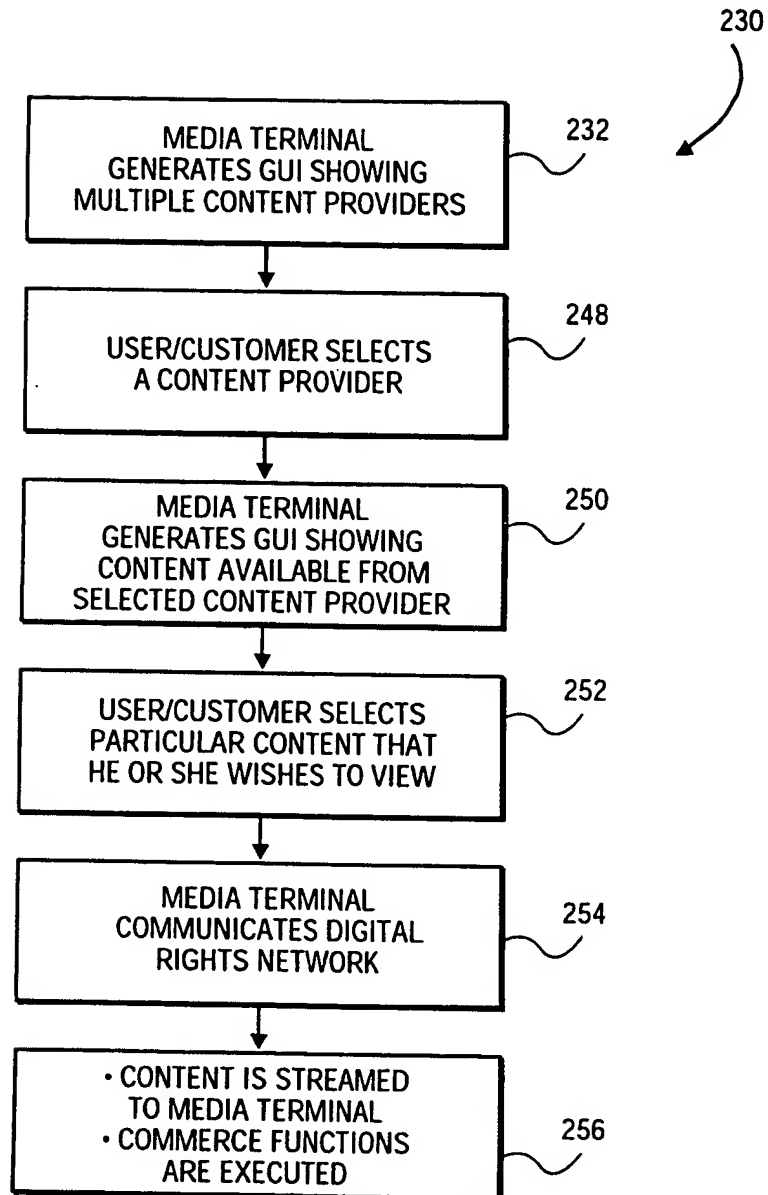 230
MEDIA TERMINAL
GENERATES GUI SHOWING
MULTIPLE CONTENT PROVIDERS
232
USER/CUSTOMER SELECTS
A CONTENT PROVIDER
248
MEDIA TERMINAL
GENERATES GUI SHOWING
CONTENT AVAILABLE FROM
SELECTED CONTENT PROVIDER
250
USER/CUSTOMER SELECTS
PARTICULAR CONTENT THAT
HE OR SHE WISHES TO VIEW
252
MEDIA TERMINAL
COMMUNICATES DIGITAL
RIGHTS NETWORK
254
• CONTENT IS STREAMED
TO MEDIA TERMINAL
• COMMERCE FUNCTIONS
ARE EXECUTED
256